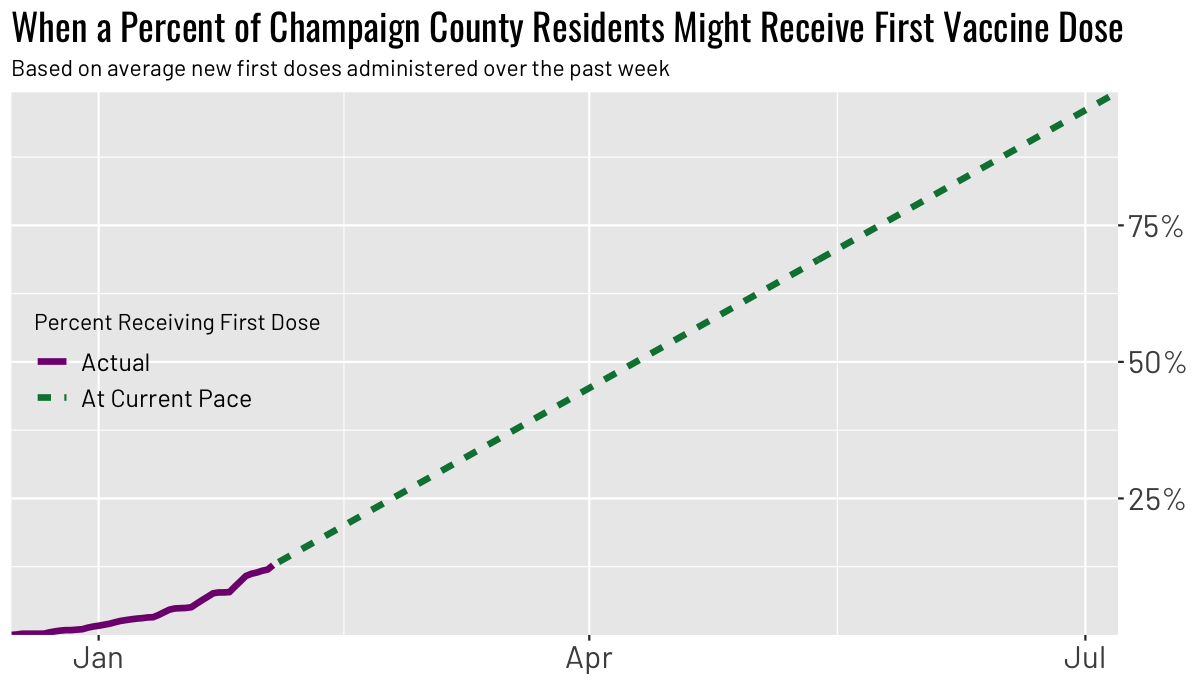 When a Percent of Champaign County Residents Might Receive First Vaccine Dose
Based on average new first doses administered over the past week
75%
Percent Receiving First Dose
Actual
50%
At Current Pace
25%
Jan
Apr
Jul